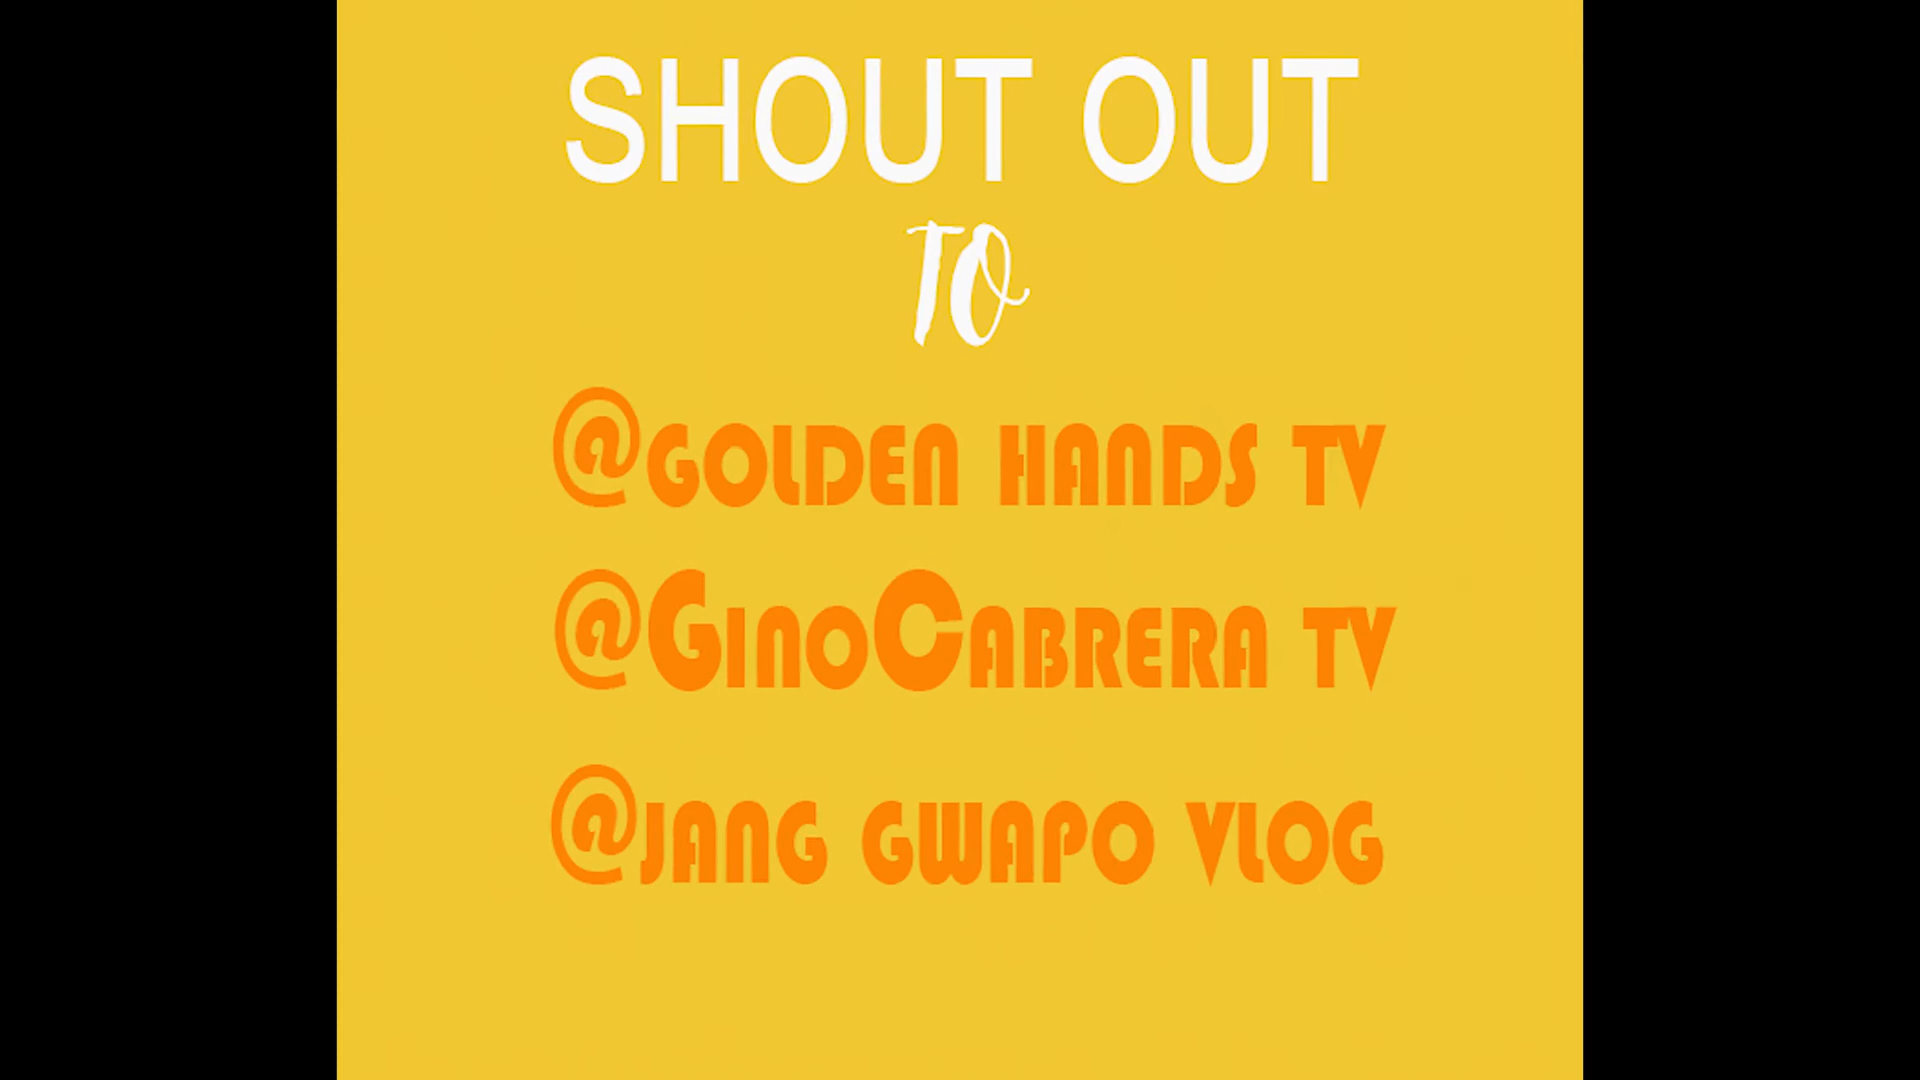 SHOUT OUT
TO
@GOLDEN HANDS TV
@GINOCABRERA TV
@JANG GWAPO VLOG